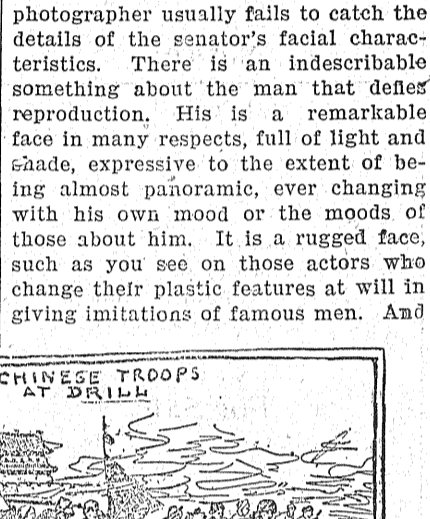 photographer usually fails to catch the
details of the senator's facial charac-
teristics. There is an indescribable
something about the man that defies
reproduction. His is a remarkable
face in many respects, full of light and
shade, expressive to the extent of be-
ing almost panoramic, ever changing
with his own mood or the moods of
those about him. It is a rugged face,
such as you see on those actors who
change their plastic features at will in
giving imitations of famous men. And
CHINESE TROOPS
AT DRILL